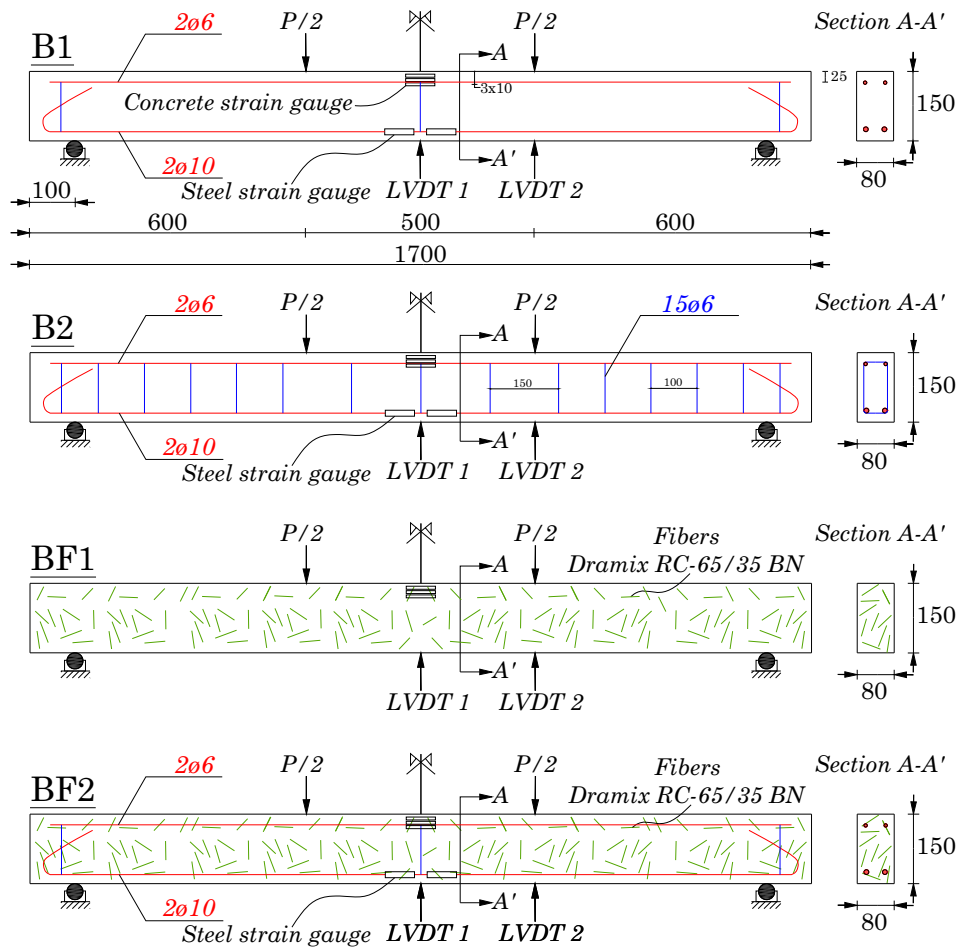 2ø6
P/2
P/2
Section A-A'
B1
A
Concrete strain gauge
3x10
25
150
2ø10
A'
80
Steel strain gauge
LVDT 1
LVDT 2
100
600
500
600
1700
2ø6
P/2
P/2
15ø6
Section A-A'
B2
A
150
100
150
2ø10
A'
80
Steel strain gauge
LVDT 1
LVDT 2
P/2
P/2
Fibers
Section A-A'
BF1
A
Dramix RC-65/35 BN
150
A'
80
LVDT 1
LVDT 2
2ø6
P/2
P/2
Fibers
Section A-A'
BF2
A
Dramix RC-65/35 BN
150
2ø10
A'
80
Steel strain gauge
LVDT 1
LVDT 2